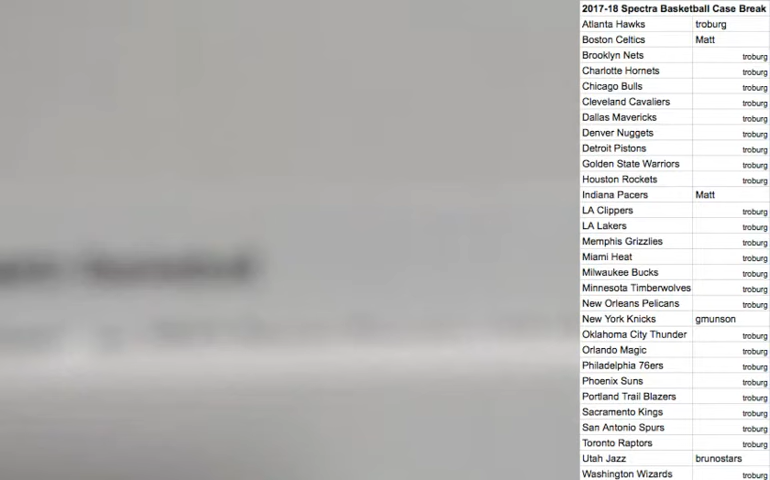 2017-18 Spectra Basketball Case Break
Atlanta Hawks troburg
Boston Celtics Matt
Brooklyn Nets troburg
Charlotte Hornets troburg
Chicago Bulls troburg
Cleveland Cavaliers troburg
Dallas Mavericks troburg
Denver Nuggets troburg
Detroit Pistons troburg
Golden State Warriors troburg
Houston Rockets troburg
Indiana Pacers Matt
LA Clippers troburg
LA Lakers troburg
Memphis Grizzlies troburg
Miami Heat troburg
Milwaukee Bucks troburg
Minnesota Timberwolves troburg
New Orleans Pelicans troburg
New York Knicks gmunson
Oklahoma City Thunder troburg
Orlando Magic troburg
Philadelphia 76ers troburg
Phoenix Suns troburg
Portland Trail Blazers troburg
Sacramento Kings troburg
San Antonio Spurs troburg
Toronto Raptors troburg
Utah Jazz brunostars
Washington Wizards troburg